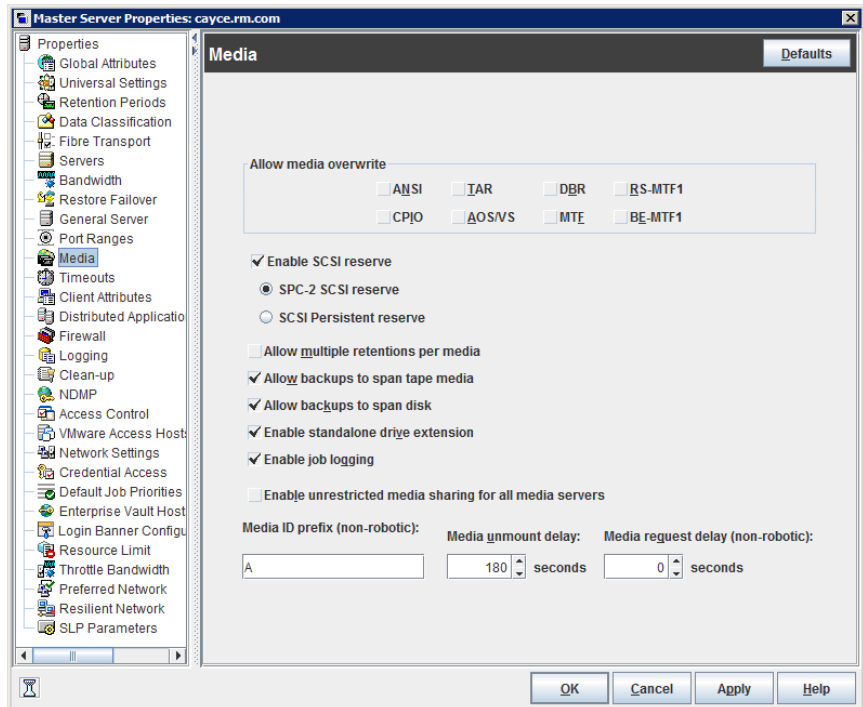 Master Server Properties: cayce.rm.com
Properties
Global Attributes
Universal Settings
Retention Periods
Data Classification
Fibre Transport
Servers
Bandwidth
Restore Failover
General Server
Port Ranges
Media
Timeouts
Client Attributes
Distributed Applicatio
Firewall
Logging
Clean-up
NDMP
Access Control
VMware Access Hosts
Network Settings
Credential Access
Default Job Priorities
Enterprise Vault Host
Login Banner Configu
Resource Limit
Throttle Bandwidth
Preferred Network
Resilient Network
SLP Parameters
Media
Defaults
Allow media overwrite
ANSI TAR DBR RS-MTF1
CPIO AOS/VS MTF BE-MTF1
Enable SCSI reserve
SPC-2 SCSI reserve
SCSI Persistent reserve
Allow multiple retentions per media
Allow backups to span tape media
Allow backups to span disk
Enable standalone drive extension
Enable job logging
Enable unrestricted media sharing for all media servers
Media ID prefix (non-robotic): Media unmount delay: Media request delay (non-robotic):
A 180 seconds 0 seconds
OK Cancel Apply Help